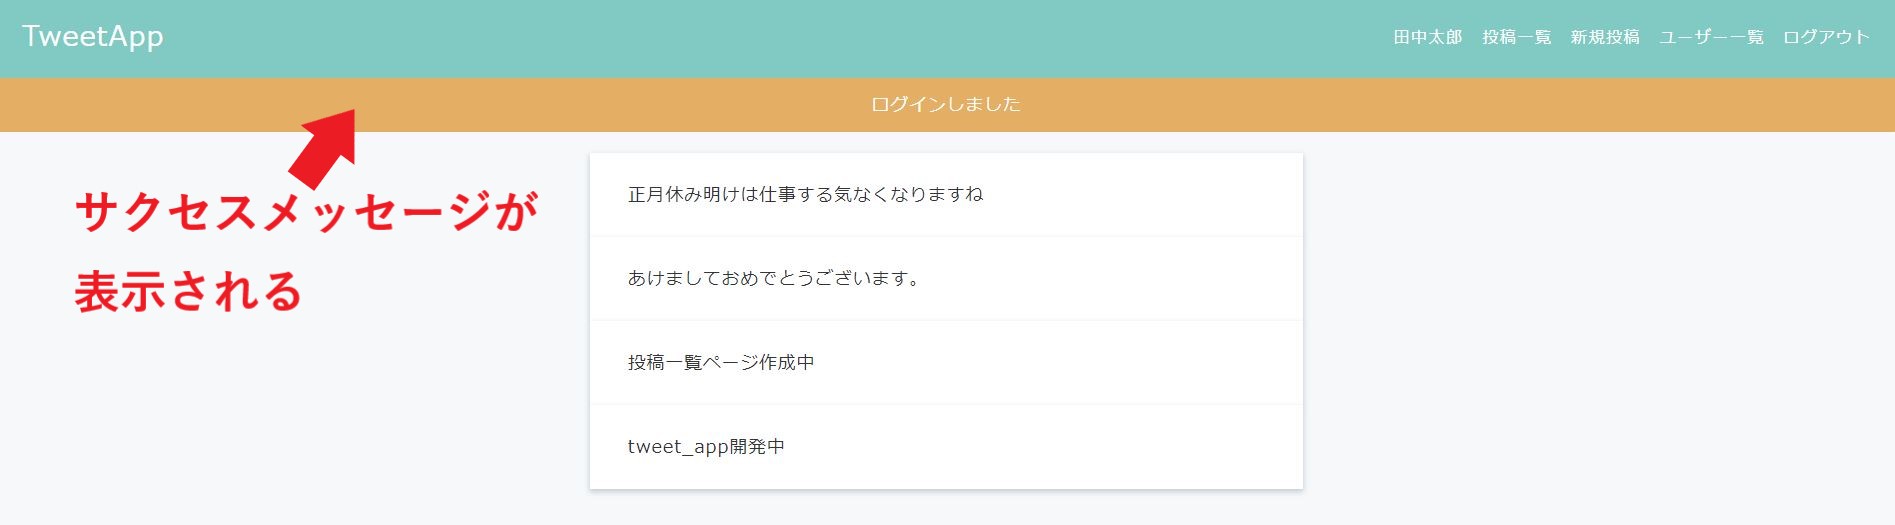 TweetApp
田中太郎 投稿一覧 新規投稿 ユーザー一覧 ログアウト
ログインしました
サクセスメッセージが
表示される
正月休み明けは仕事する気なくなりますね
あけましておめでとうございます。
投稿一覧ページ作成中
tweet_app開発中